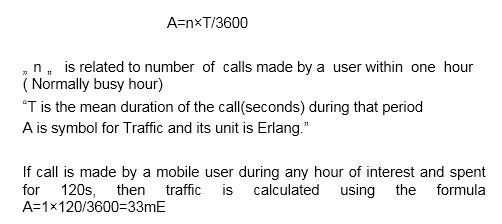 A=n×T/3600
„ n „ is related to number of calls made by a user within one hour
( Normally busy hour)
“T is the mean duration of the call(seconds) during that period
A is symbol for Traffic and its unit is Erlang.”
If call is made by a mobile user during any hour of interest and spent
for 120s, then traffic is calculated using the formula
A=1×120/3600=33mE